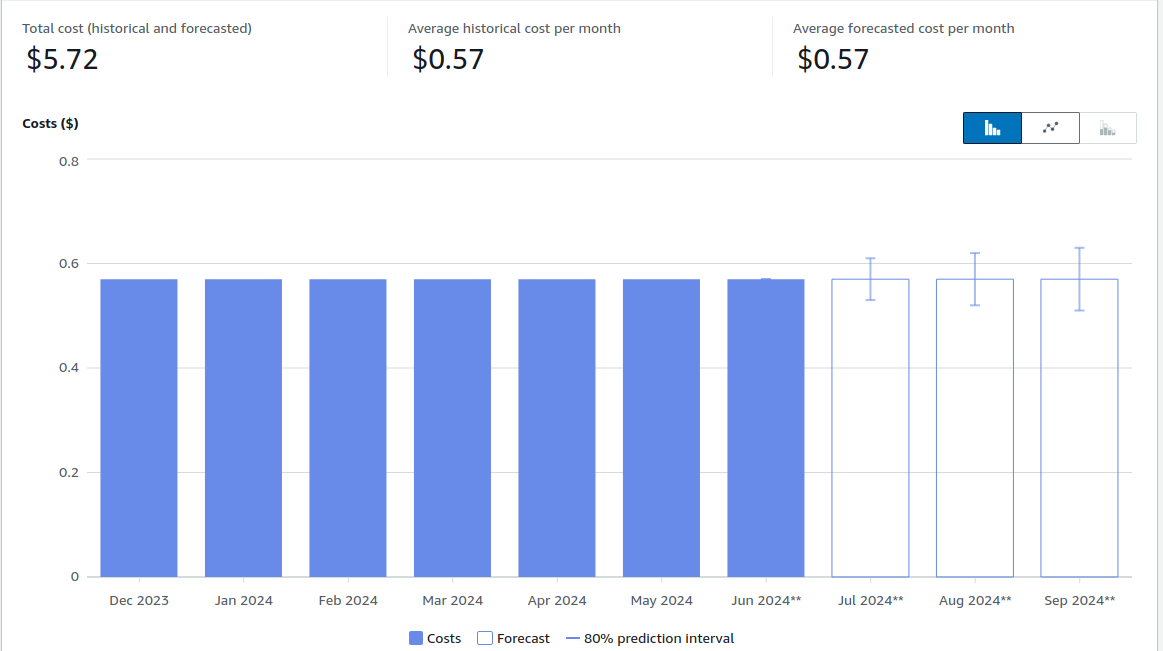 Total cost (historical and forecasted)
$5.72
Average historical cost per month
$0.57
Average forecasted cost per month
$0.57
Costs ($)
0.8
0.6
0.4
0.2
0
Dec 2023 Jan 2024 Feb 2024 Mar 2024 Apr 2024 May 2024 Jun 2024** Jul 2024** Aug 2024** Sep 2024**
Costs Forecast 80% prediction interval